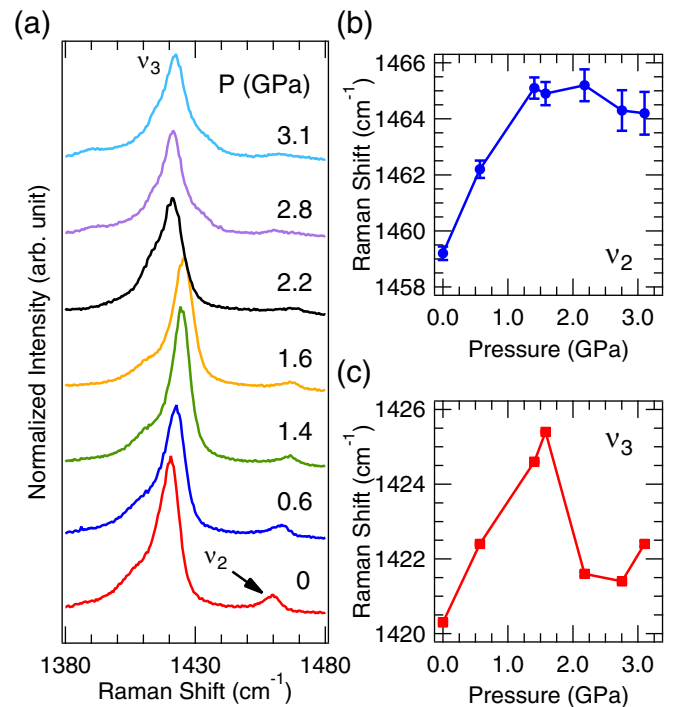 (a)
ν3
P (GPa)
3.1
2.8
2.2
1.6
1.4
0.6
ν2
0
Normalized Intensity (arb. unit)
1380
1430
1480
Raman Shift (cm-1)
(b)
1466
1464
1462
1460
1458
Raman Shift (cm-1)
ν2
0.0
1.0
2.0
3.0
Pressure (GPa)
(c)
1426
1424
1422
1420
Raman Shift (cm-1)
ν3
0.0
1.0
2.0
3.0
Pressure (GPa)